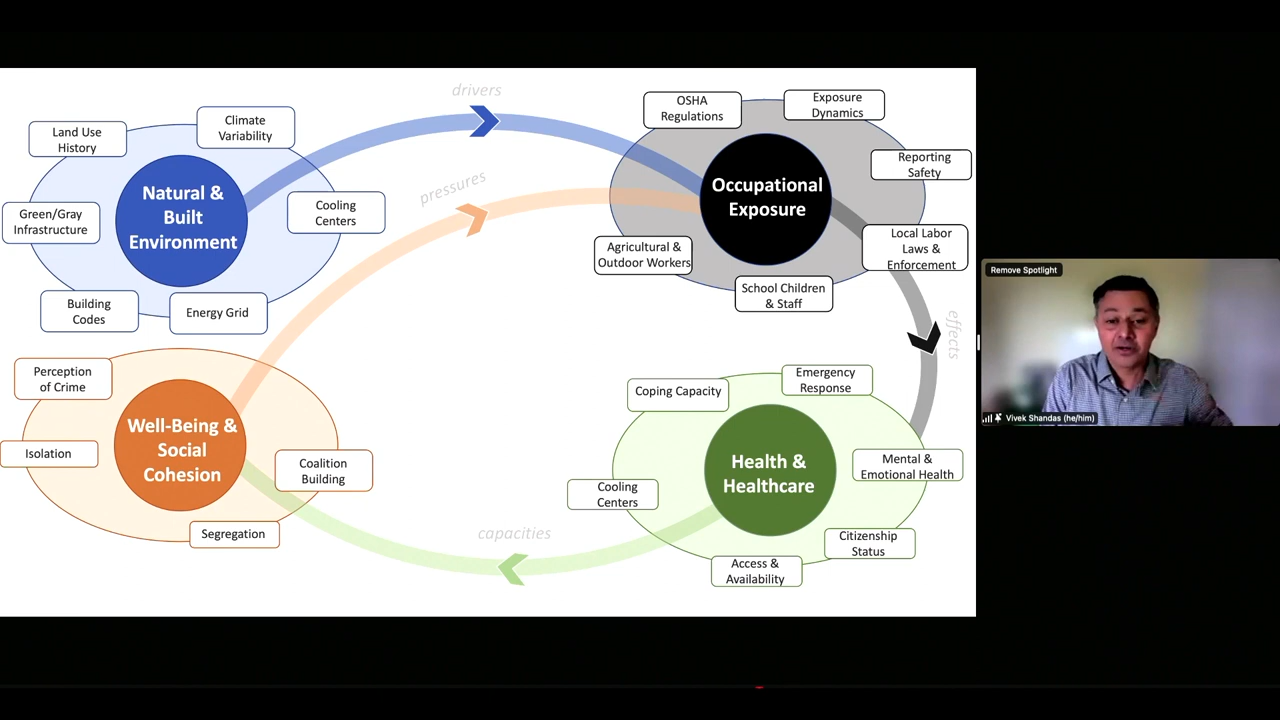 drivers
pressures
effects
capacities
Natural &
Built
Environment
Land Use
History
Climate
Variability
Green/Gray
Infrastructure
Cooling
Centers
Building
Codes
Energy Grid
Occupational
Exposure
OSHA
Regulations
Exposure
Dynamics
Reporting
Safety
Local Labor
Laws &
Enforcement
Agricultural &
Outdoor Workers
School Children
& Staff
Well-Being &
Social
Cohesion
Perception
of Crime
Isolation
Coalition
Building
Segregation
Health &
Healthcare
Coping Capacity
Emergency
Response
Mental &
Emotional Health
Cooling
Centers
Citizenship
Status
Access &
Availability
Remove Spotlight
Vivek Shandas (he/him)